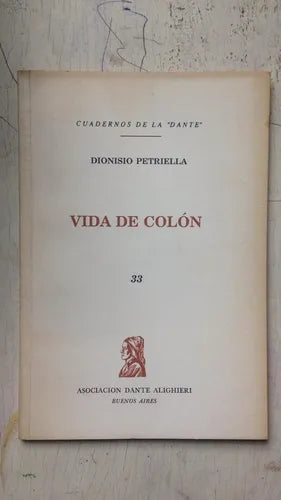 CUADERNOS DE LA "DANTE"
DIONISIO PETRIELLA
VIDA DE COLÓN
33
ASOCIACION DANTE ALIGHIERI
BUENOS AIRES